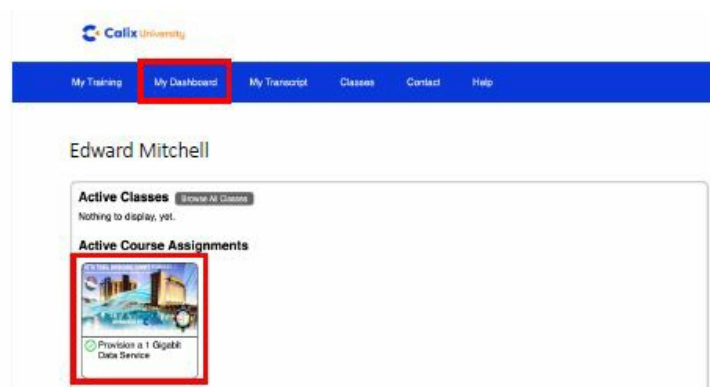 Calix University
My Training My Dashboard My Transcript Classes Contact Help
Edward Mitchell
Active Classes Browse All Classes
Nothing to display, yet.
Active Course Assignments
Provision a 1 Gigabit
Data Service